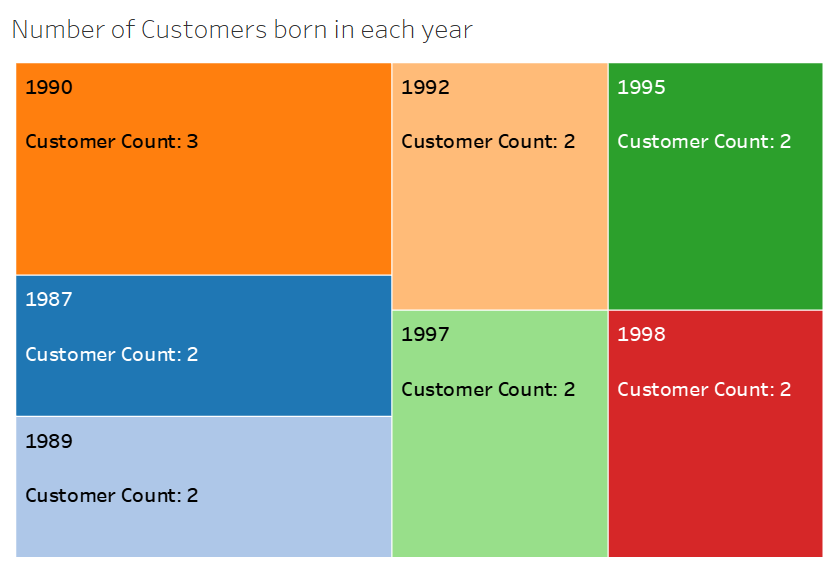 Number of Customers born in each year
1990
Customer Count: 3
1987
Customer Count: 2
1989
Customer Count: 2
1992
Customer Count: 2
1997
Customer Count: 2
1995
Customer Count: 2
1998
Customer Count: 2